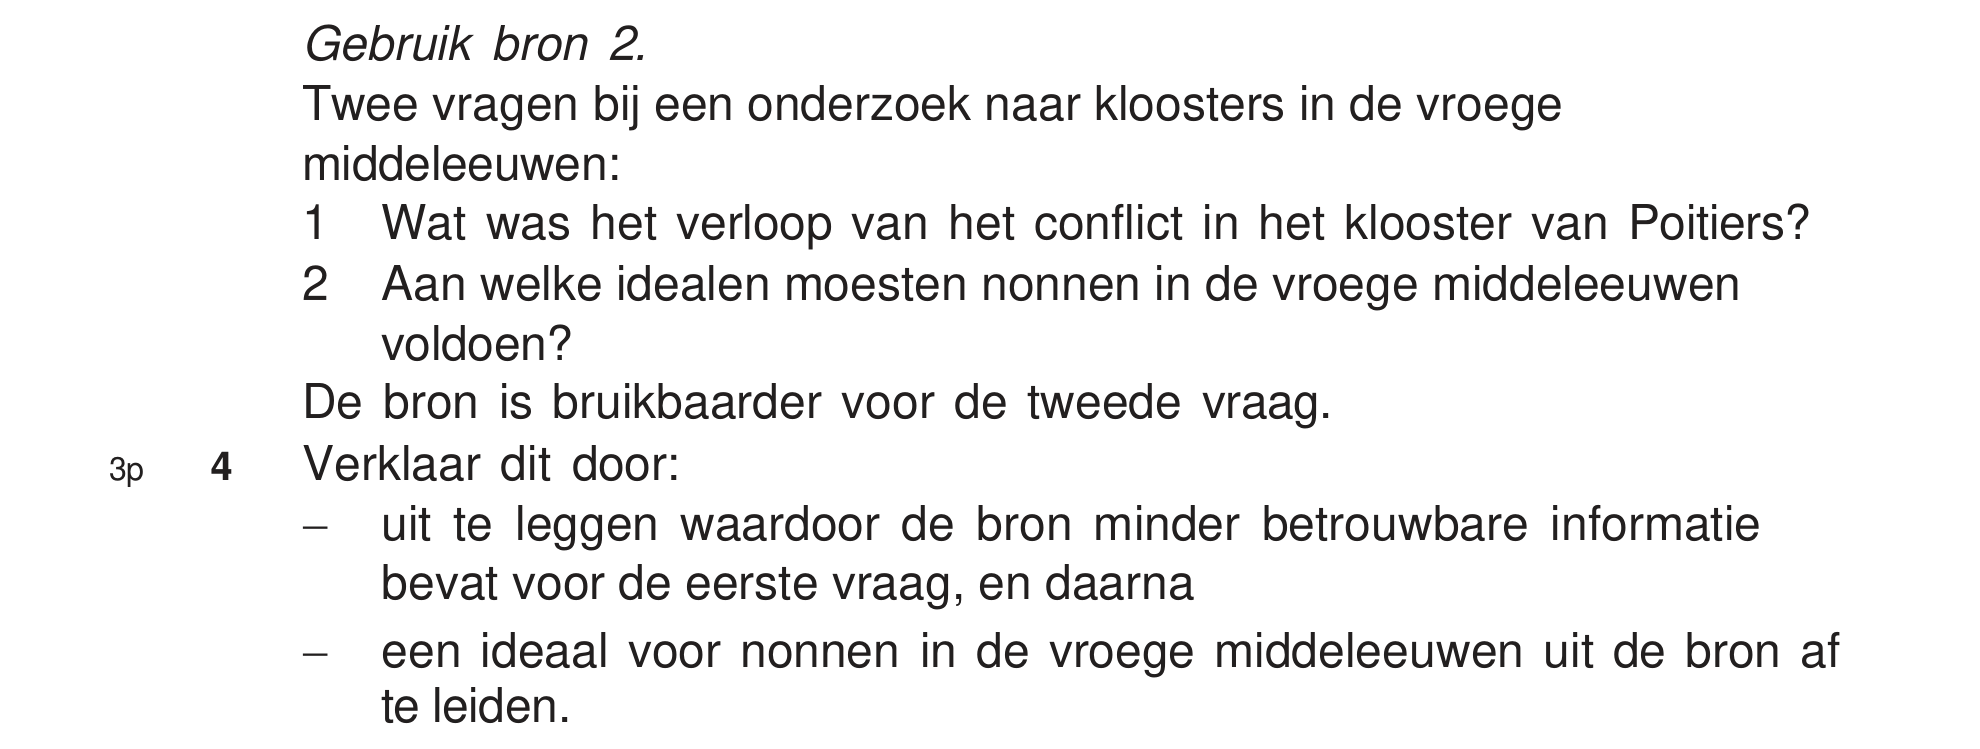 Gebruik bron 2.
Twee vragen bij een onderzoek naar kloosters in de vroege
middeleeuwen:
1 Wat was het verloop van het conflict in het klooster van Poitiers?
2 Aan welke idealen moesten nonnen in de vroege middeleeuwen
voldoen?
De bron is bruikbaarder voor de tweede vraag.
3p 4 Verklaar dit door:
– uit te leggen waardoor de bron minder betrouwbare informatie
bevat voor de eerste vraag, en daarna
– een ideaal voor nonnen in de vroege middeleeuwen uit de bron af
te leiden.